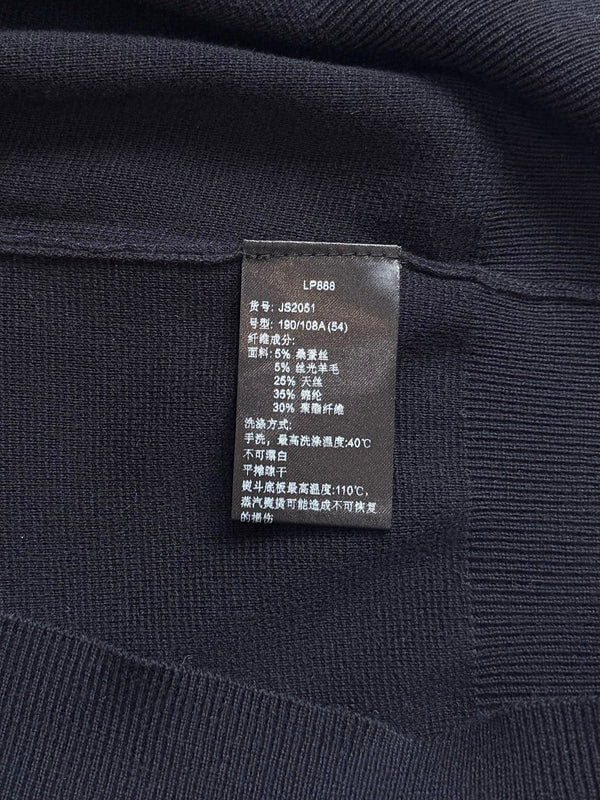 LP888
货号: JS2051
号型: 190/108A(54)
纤维成分:
面料:5% 桑蚕丝
5% 丝光羊毛
25% 天丝
35% 锦纶
30% 聚酯纤维
洗涤方式:
手洗，最高洗涤温度:40℃
不可漂白
平摊晾干
熨斗底板最高温度:110℃，
蒸汽熨烫可能造成不可恢复
的损伤